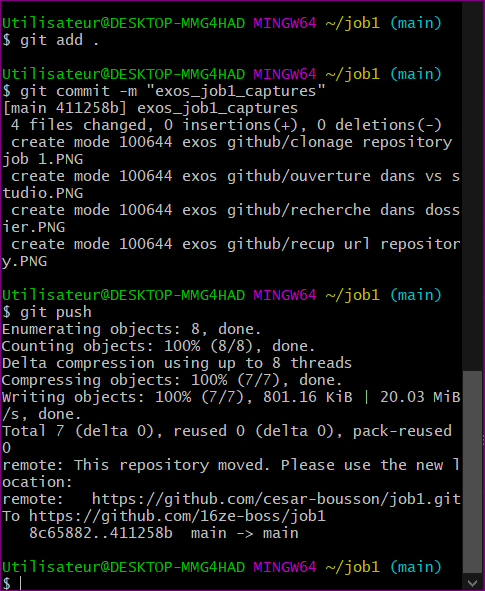 Utilisateur@DESKTOP-MMG4HAD MINGW64 ~/job1 (main)
$ git add .
Utilisateur@DESKTOP-MMG4HAD MINGW64 ~/job1 (main)
$ git commit -m "exos_job1_captures"
[main 411258b] exos_job1_captures
 4 files changed, 0 insertions(+), 0 deletions(-)
 create mode 100644 exos github/clonage repository
job 1.PNG
 create mode 100644 exos github/ouverture dans vs s
tudio.PNG
 create mode 100644 exos github/recherche dans doss
ier.PNG
 create mode 100644 exos github/recup url repositor
y.PNG
Utilisateur@DESKTOP-MMG4HAD MINGW64 ~/job1 (main)
$ git push
Enumerating objects: 8, done.
Counting objects: 100% (8/8), done.
Delta compression using up to 8 threads
Compressing objects: 100% (7/7), done.
Writing objects: 100% (7/7), 801.16 KiB | 20.03 MiB
/s, done.
Total 7 (delta 0), reused 0 (delta 0), pack-reused
0
remote: This repository moved. Please use the new l
ocation:
remote:   https://github.com/cesar-bousson/job1.git
To https://github.com/16ze-boss/job1
   8c65882..411258b  main -> main
Utilisateur@DESKTOP-MMG4HAD MINGW64 ~/job1 (main)
$